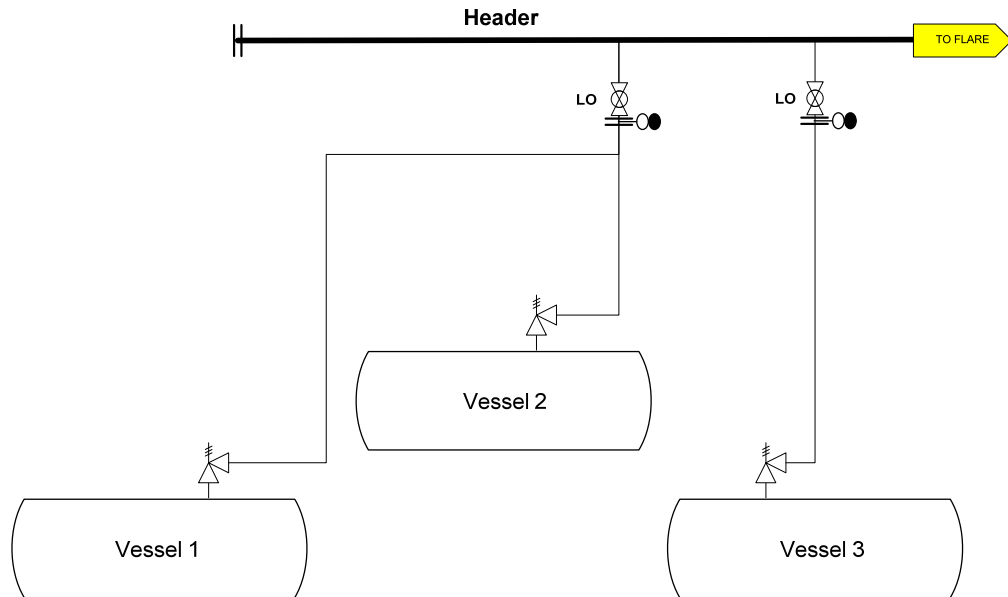 Header
TO FLARE
LO
LO
Vessel 2
Vessel 1
Vessel 3